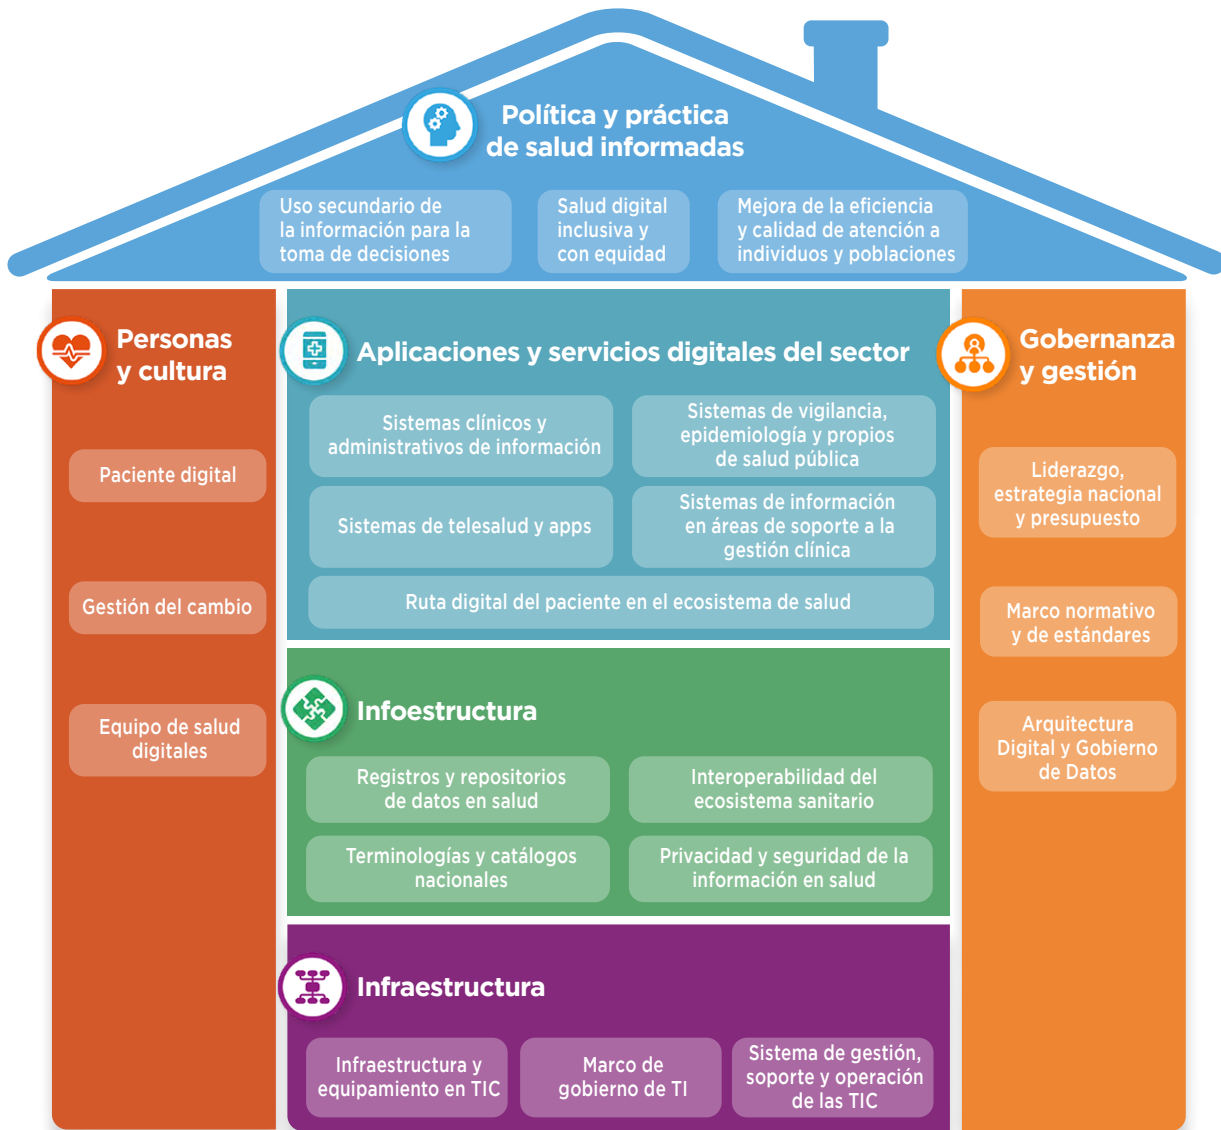 Política y práctica
de salud informadas
Uso secundario de
la información para la
toma de decisiones
Salud digital
inclusiva y
con equidad
Mejora de la eficiencia
y calidad de atención a
individuos y poblaciones
Personas
y cultura
Paciente digital
Gestión del cambio
Equipo de salud
digitales
Aplicaciones y servicios digitales del sector
Sistemas clínicos y
administrativos de información
Sistemas de vigilancia,
epidemiología y propios
de salud pública
Sistemas de telesalud y apps
Sistemas de información
en áreas de soporte a la
gestión clínica
Ruta digital del paciente en el ecosistema de salud
Infoestructura
Registros y repositorios
de datos en salud
Interoperabilidad del
ecosistema sanitario
Terminologías y catálogos
nacionales
Privacidad y seguridad de la
información en salud
Infraestructura
Infraestructura y
equipamiento en TIC
Marco de
gobierno de TI
Sistema de gestión,
soporte y operación
de las TIC
Gobernanza
y gestión
Liderazgo,
estrategia nacional
y presupuesto
Marco normativo
y de estándares
Arquitectura
Digital y Gobierno
de Datos